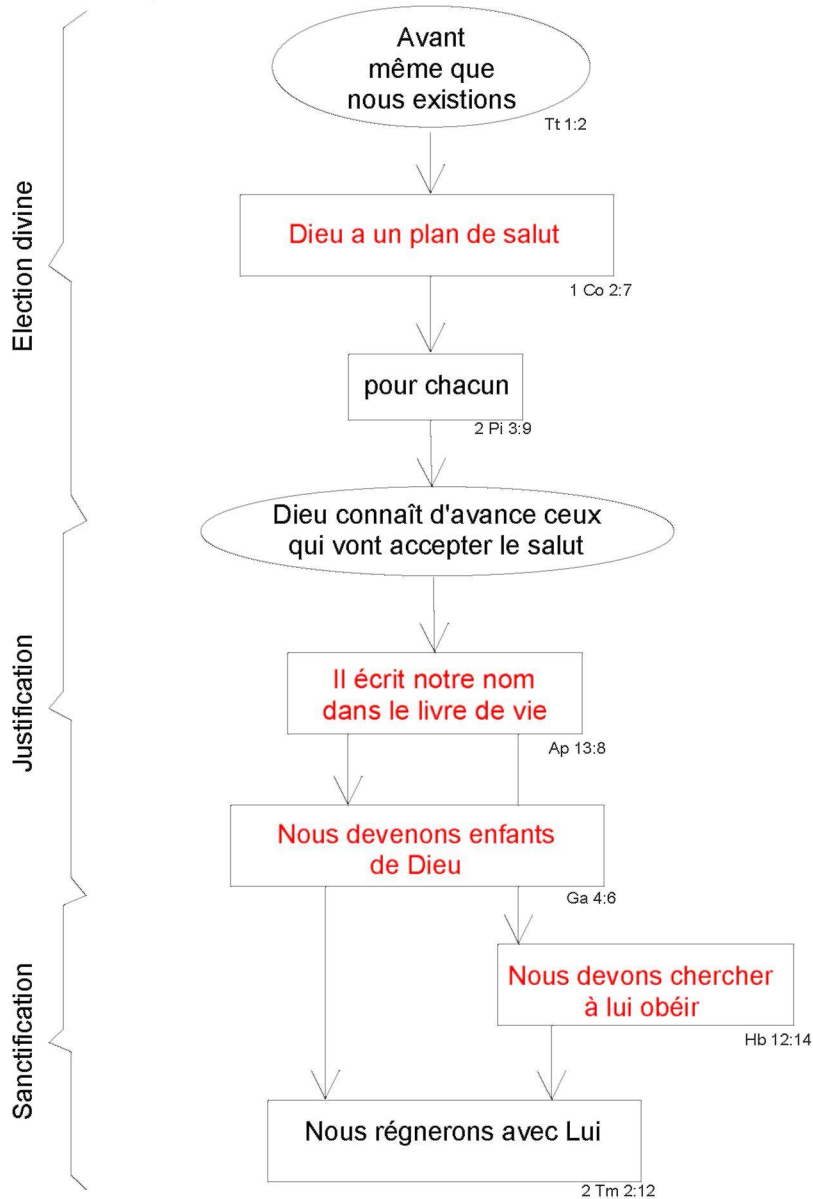 Election divine
Avant
même que
nous existions
Tt 1:2
Dieu a un plan de salut
1 Co 2:7
pour chacun
2 Pi 3:9
Dieu connaît d'avance ceux
qui vont accepter le salut
Justification
Il écrit notre nom
dans le livre de vie
Ap 13:8
Nous devenons enfants
de Dieu
Ga 4:6
Sanctification
Nous devons chercher
à lui obéir
Hb 12:14
Nous régnerons avec Lui
2 Tm 2:12